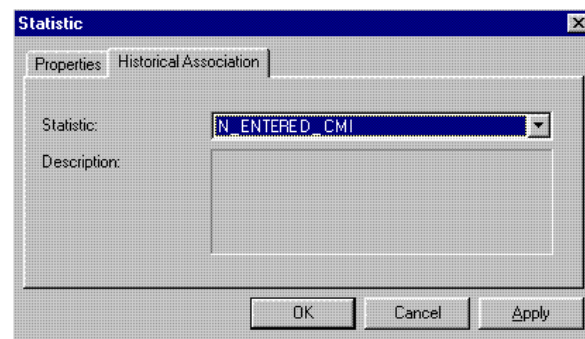 Statistic
Properties Historical Association
Statistic: N_ENTERED_CMI
Description:
OK Cancel Apply